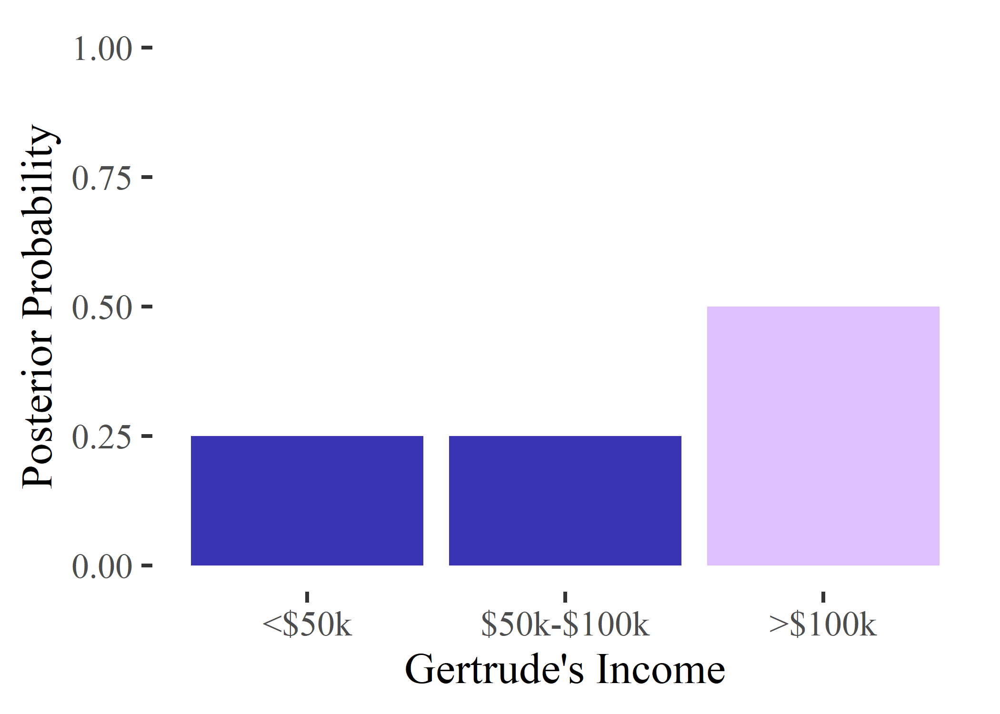 Posterior Probability
1.00
0.75
0.50
0.25
0.00
<$50k
$50k-$100k
>$100k
Gertrude's Income